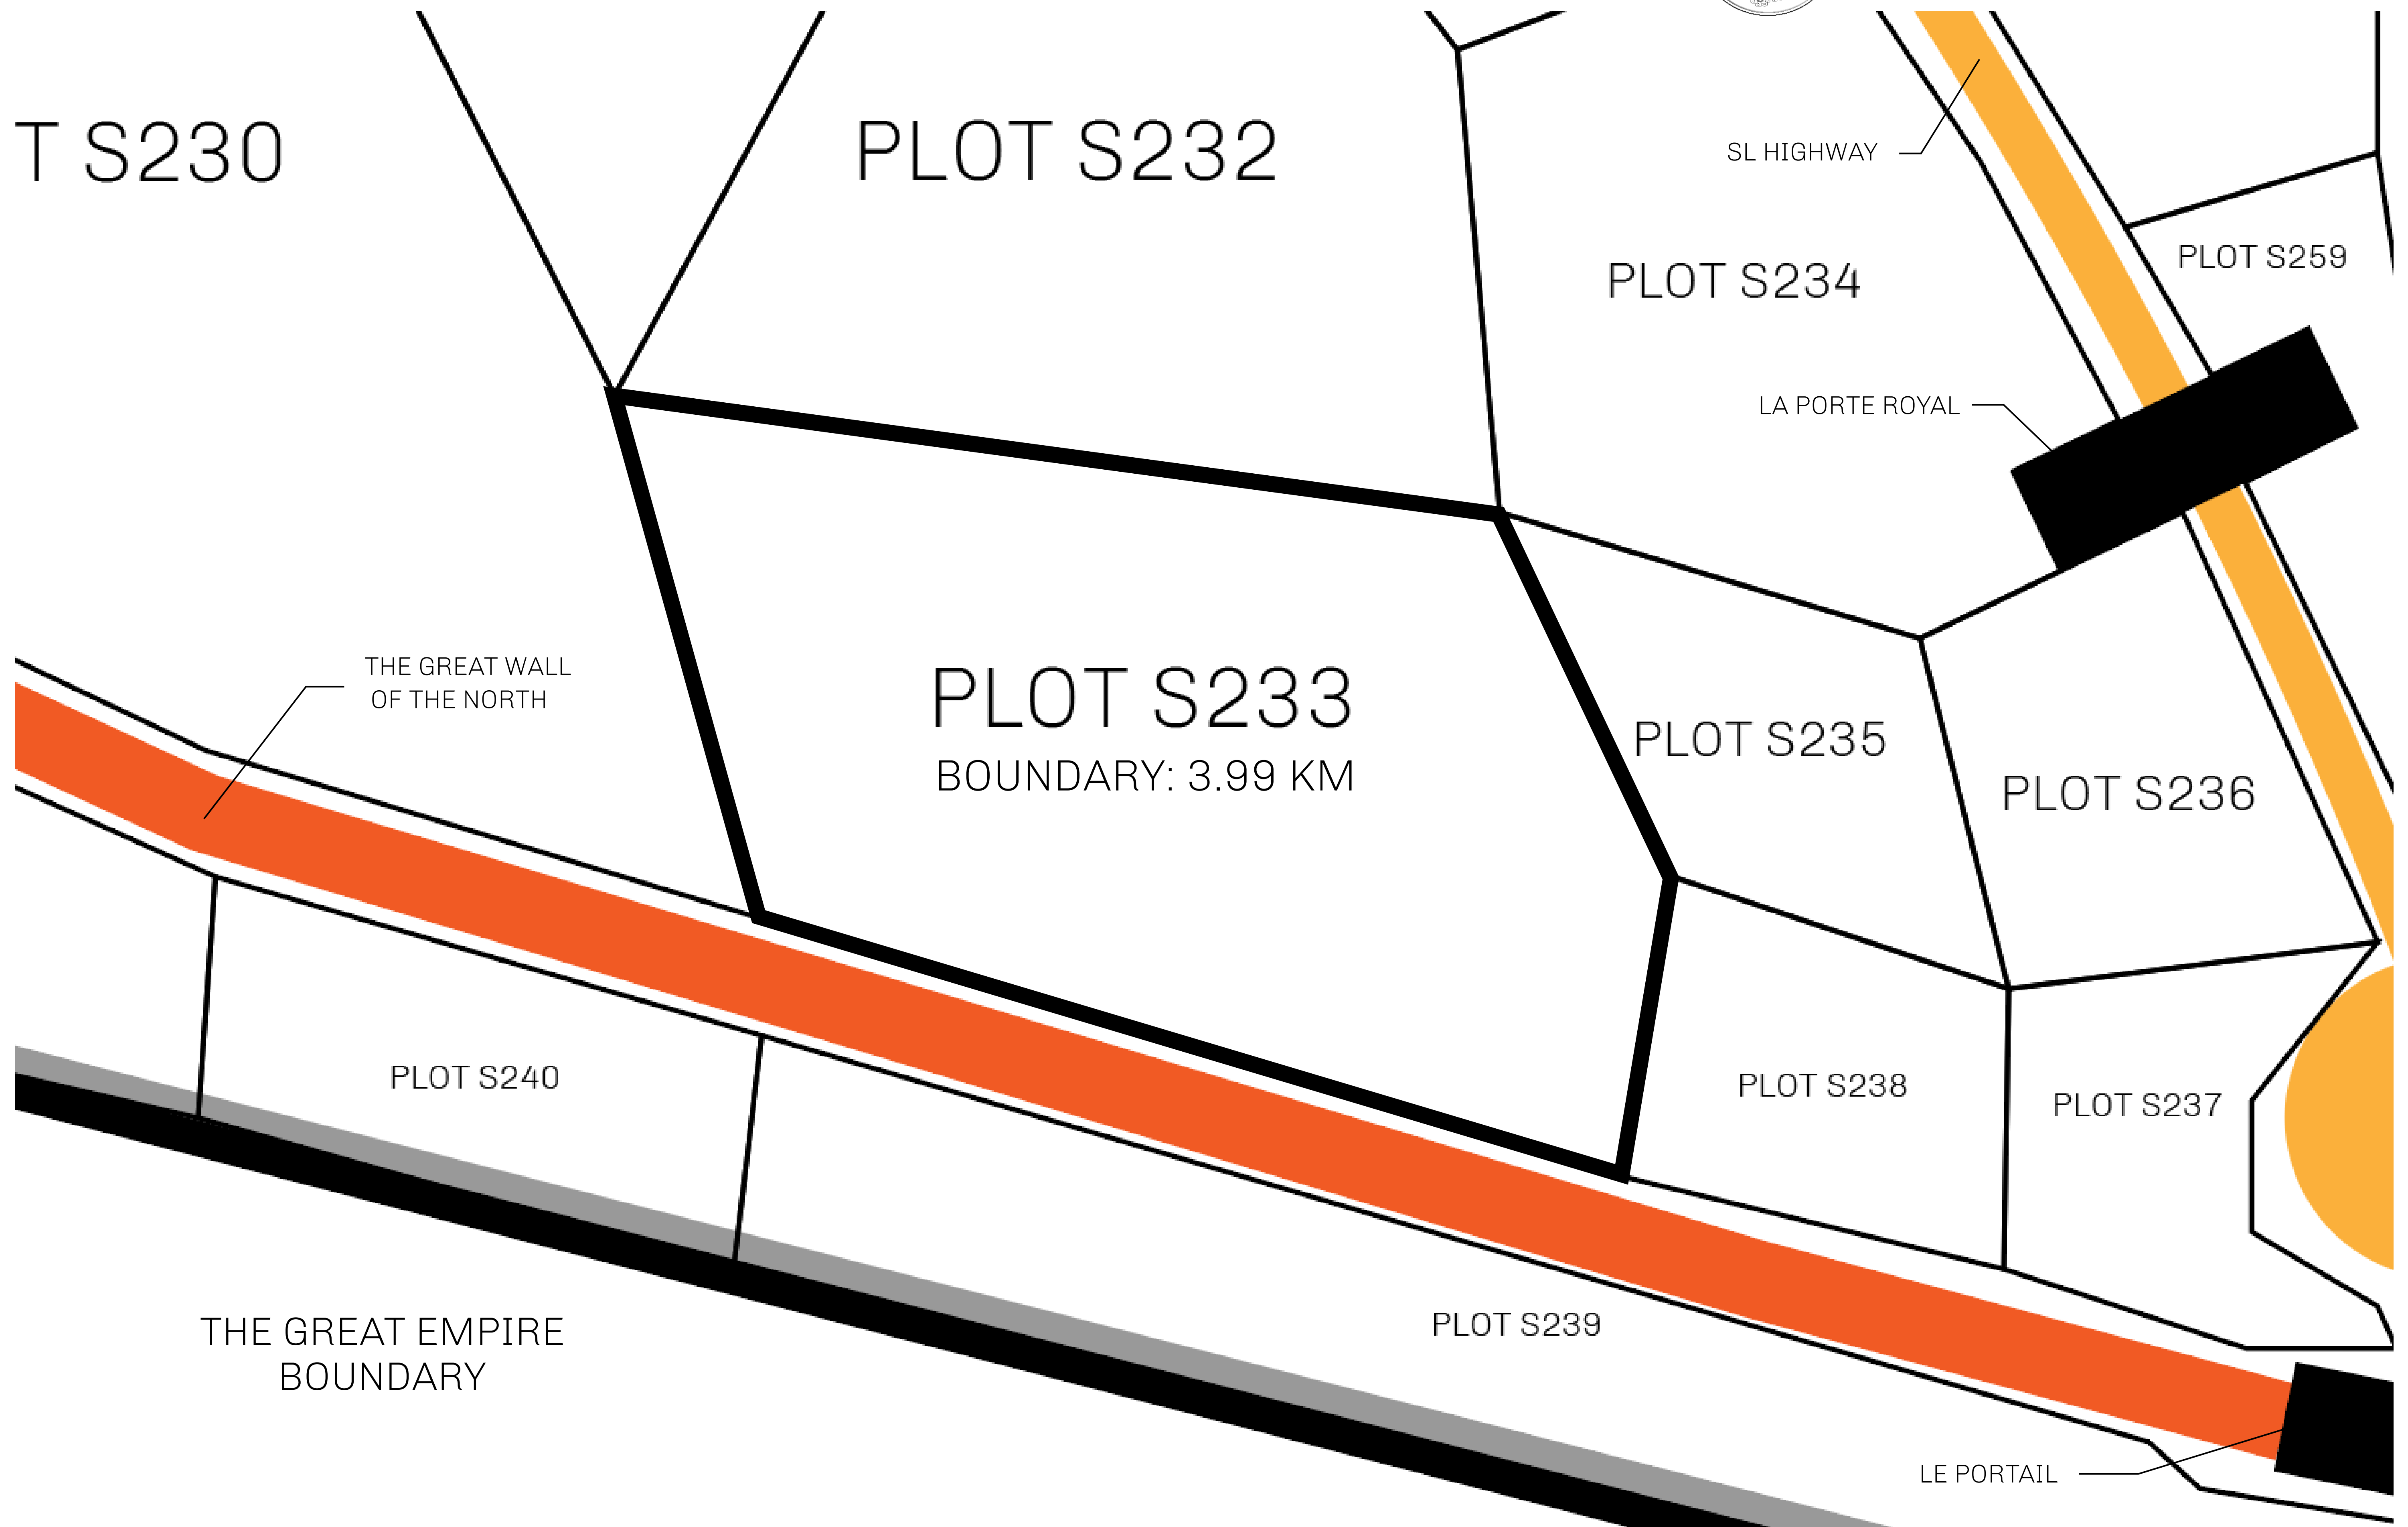 T S230
PLOT S232
SL HIGHWAY
PLOT S234
PLOT S259
LA PORTE ROYAL
THE GREAT WALL
OF THE NORTH
PLOT S233
BOUNDARY: 3.99 KM
PLOT S235
PLOT S236
PLOT S240
PLOT S238
PLOT S237
THE GREAT EMPIRE
BOUNDARY
PLOT S239
LE PORTAIL